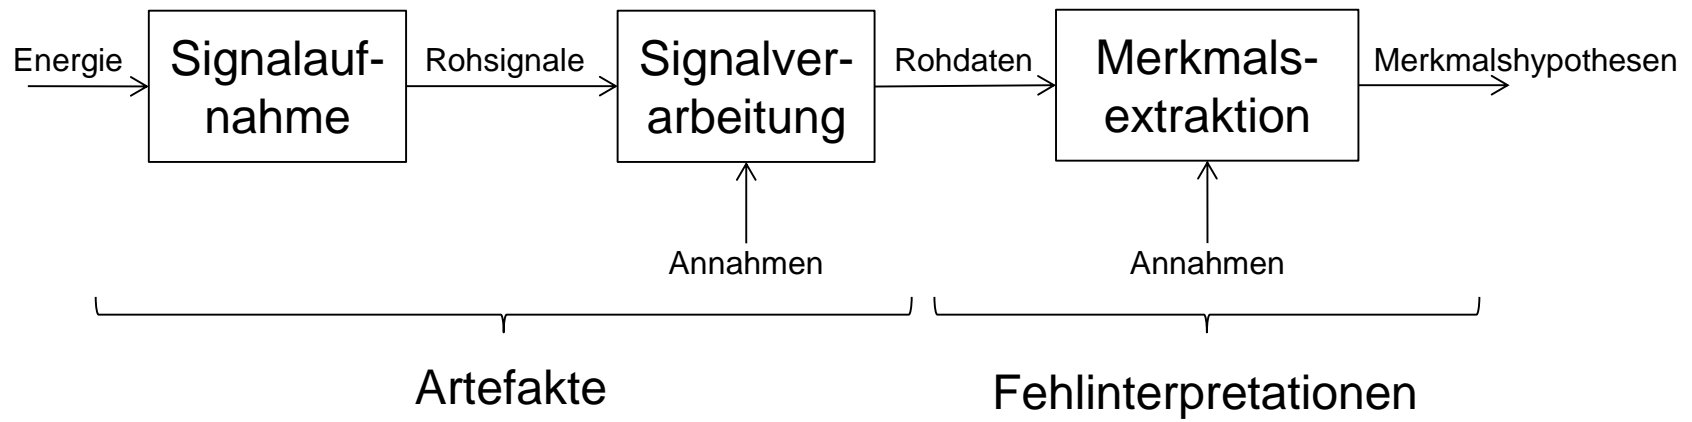 Energie
Signalauf-
nahme
Rohsignale
Signalver-
arbeitung
Rohdaten
Merkmals-
extraktion
Merkmalshypothesen
Annahmen
Annahmen
Artefakte
Fehlinterpretationen